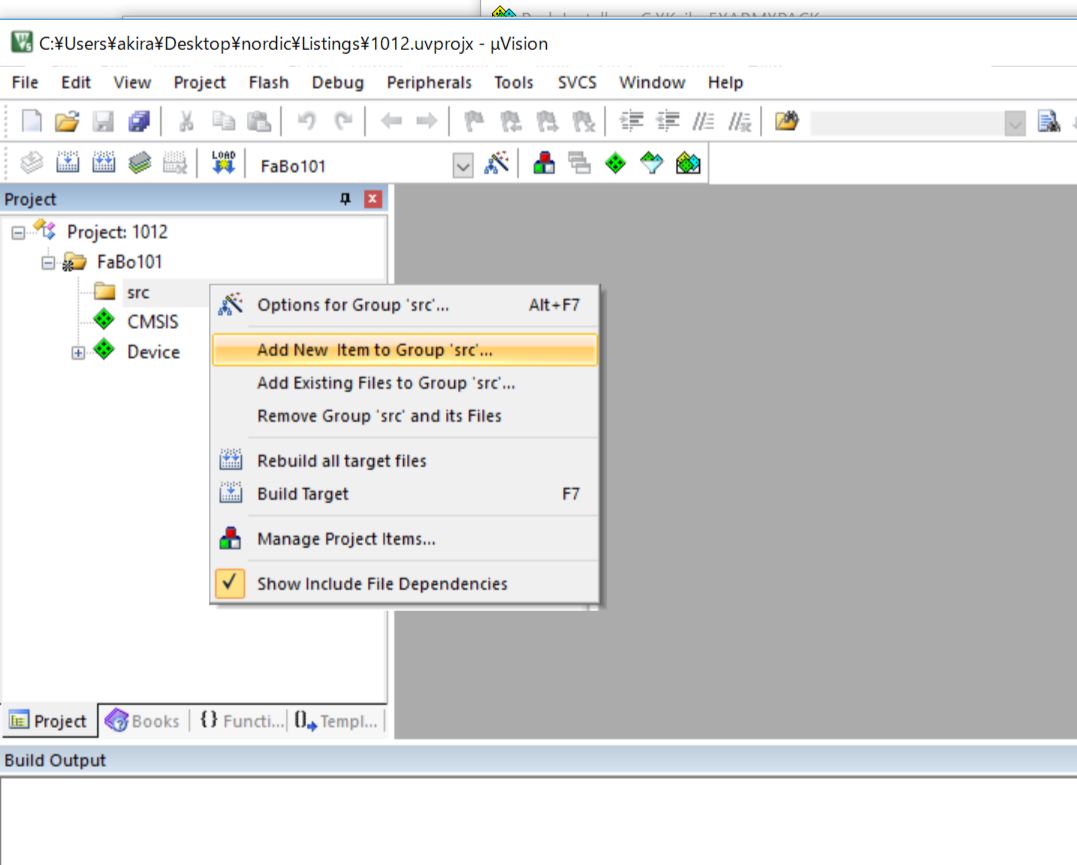 C:¥Users¥akira¥Desktop¥nordic¥Listings¥1012.uvprojx - µVision
File Edit View Project Flash Debug Peripherals Tools SVCS Window Help
LOAD FaBo101
Project
Project: 1012
FaBo101
src
CMSIS
Device
Options for Group 'src'... Alt+F7
Add New Item to Group 'src'...
Add Existing Files to Group 'src'...
Remove Group 'src' and its Files
Rebuild all target files
Build Target F7
Manage Project Items...
Show Include File Dependencies
Project Books {} Functi... 0 Templ...
Build Output